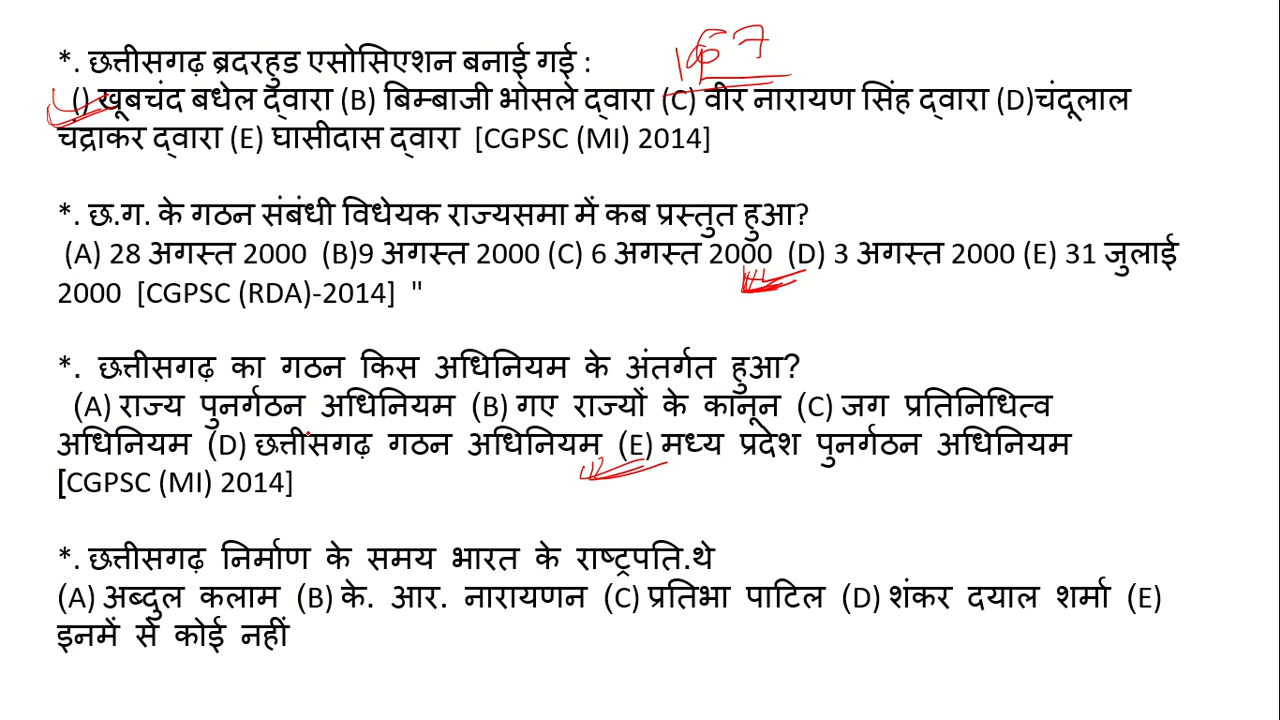 *. छत्तीसगढ़ ब्रदरहुड एसोसिएशन बनाई गई :
() खूबचंद बधेल द्वारा (B) बिम्बाजी भोसले द्वारा (C) वीर नारायण सिंह द्वारा (D)चंदूलाल
चद्राकर द्वारा (E) घासीदास द्वारा [CGPSC (MI) 2014]
*. छ.ग. के गठन संबंधी विधेयक राज्यसमा में कब प्रस्तुत हुआ?
(A) 28 अगस्त 2000 (B)9 अगस्त 2000 (C) 6 अगस्त 2000 (D) 3 अगस्त 2000 (E) 31 जुलाई
2000 [CGPSC (RDA)-2014] "
*. छत्तीसगढ़ का गठन किस अधिनियम के अंतर्गत हुआ?
(A) राज्य पुनर्गठन अधिनियम (B) गए राज्यों के कानून (C) जग प्रतिनिधित्व
अधिनियम (D) छत्तीसगढ़ गठन अधिनियम (E) मध्य प्रदेश पुनर्गठन अधिनियम
[CGPSC (MI) 2014]
*. छत्तीसगढ़ निर्माण के समय भारत के राष्ट्रपति.थे
(A) अब्दुल कलाम (B) के. आर. नारायणन (C) प्रतिभा पाटिल (D) शंकर दयाल शर्मा (E)
इनमें से कोई नहीं